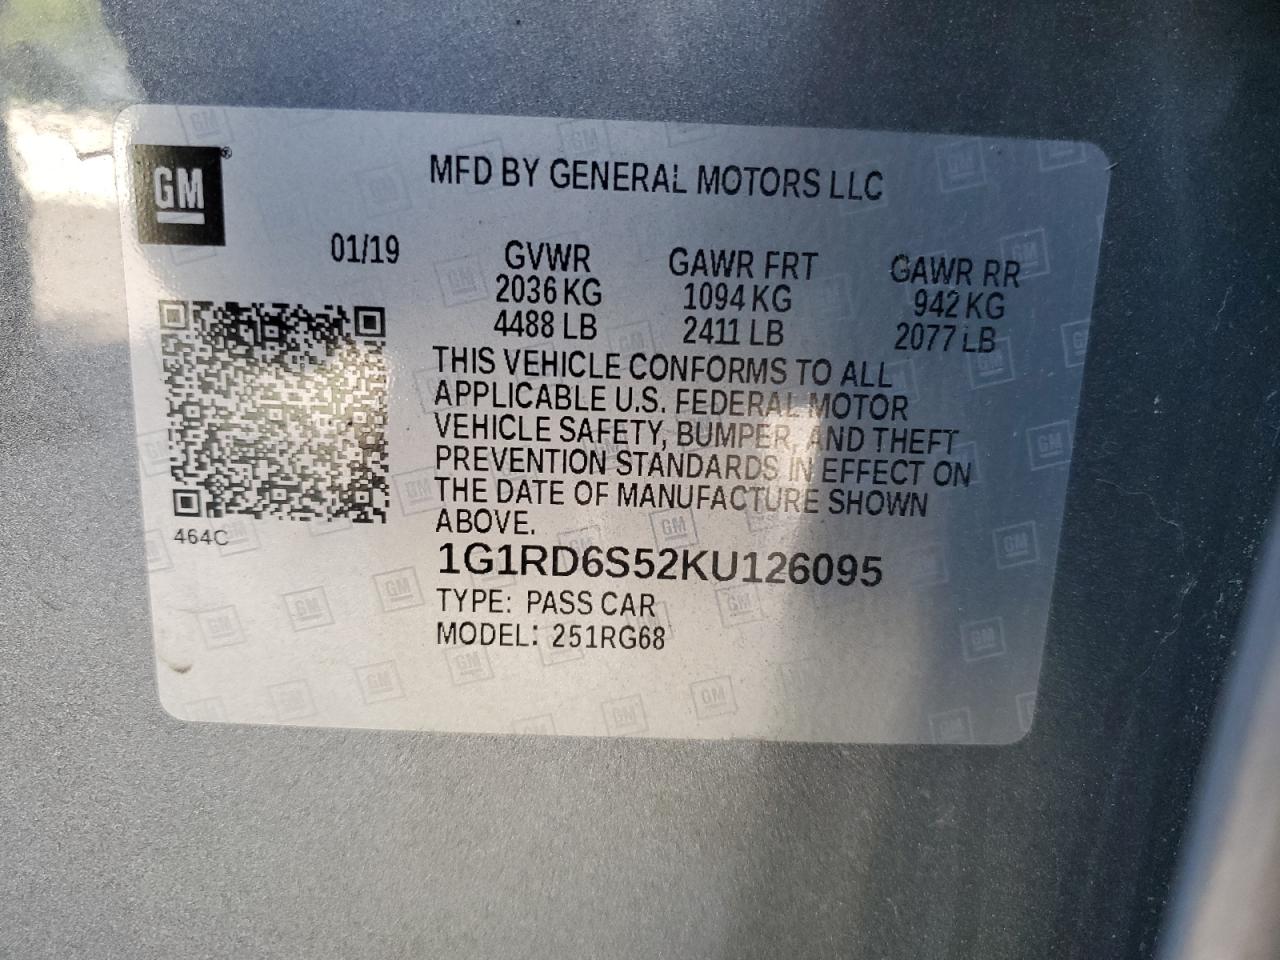 GM®
MFD BY GENERAL MOTORS LLC
01/19
GVWR GAWR FRT GAWR RR
2036 KG 1094 KG 942 KG
4488 LB 2411 LB 2077 LB
THIS VEHICLE CONFORMS TO ALL
APPLICABLE U.S. FEDERAL MOTOR
VEHICLE SAFETY, BUMPER, AND THEFT
PREVENTION STANDARDS IN EFFECT ON
THE DATE OF MANUFACTURE SHOWN
ABOVE.
464C
1G1RD6S52KU126095
TYPE: PASS CAR
MODEL: 251RG68